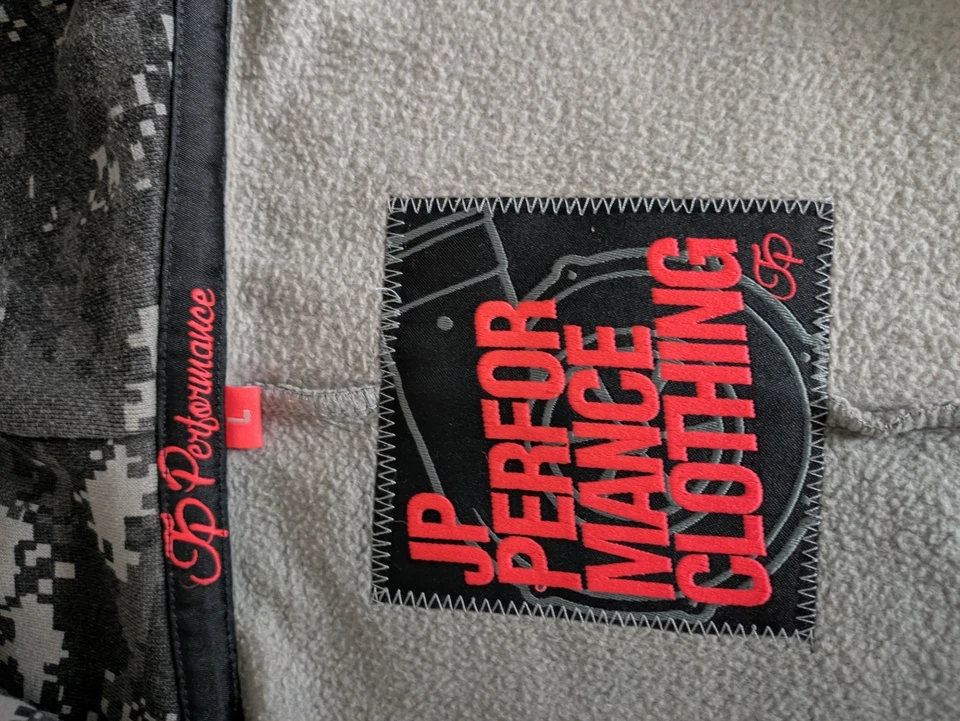 JP Performance
L
JP
PERFOR
MANCE
CLOTHING
JP